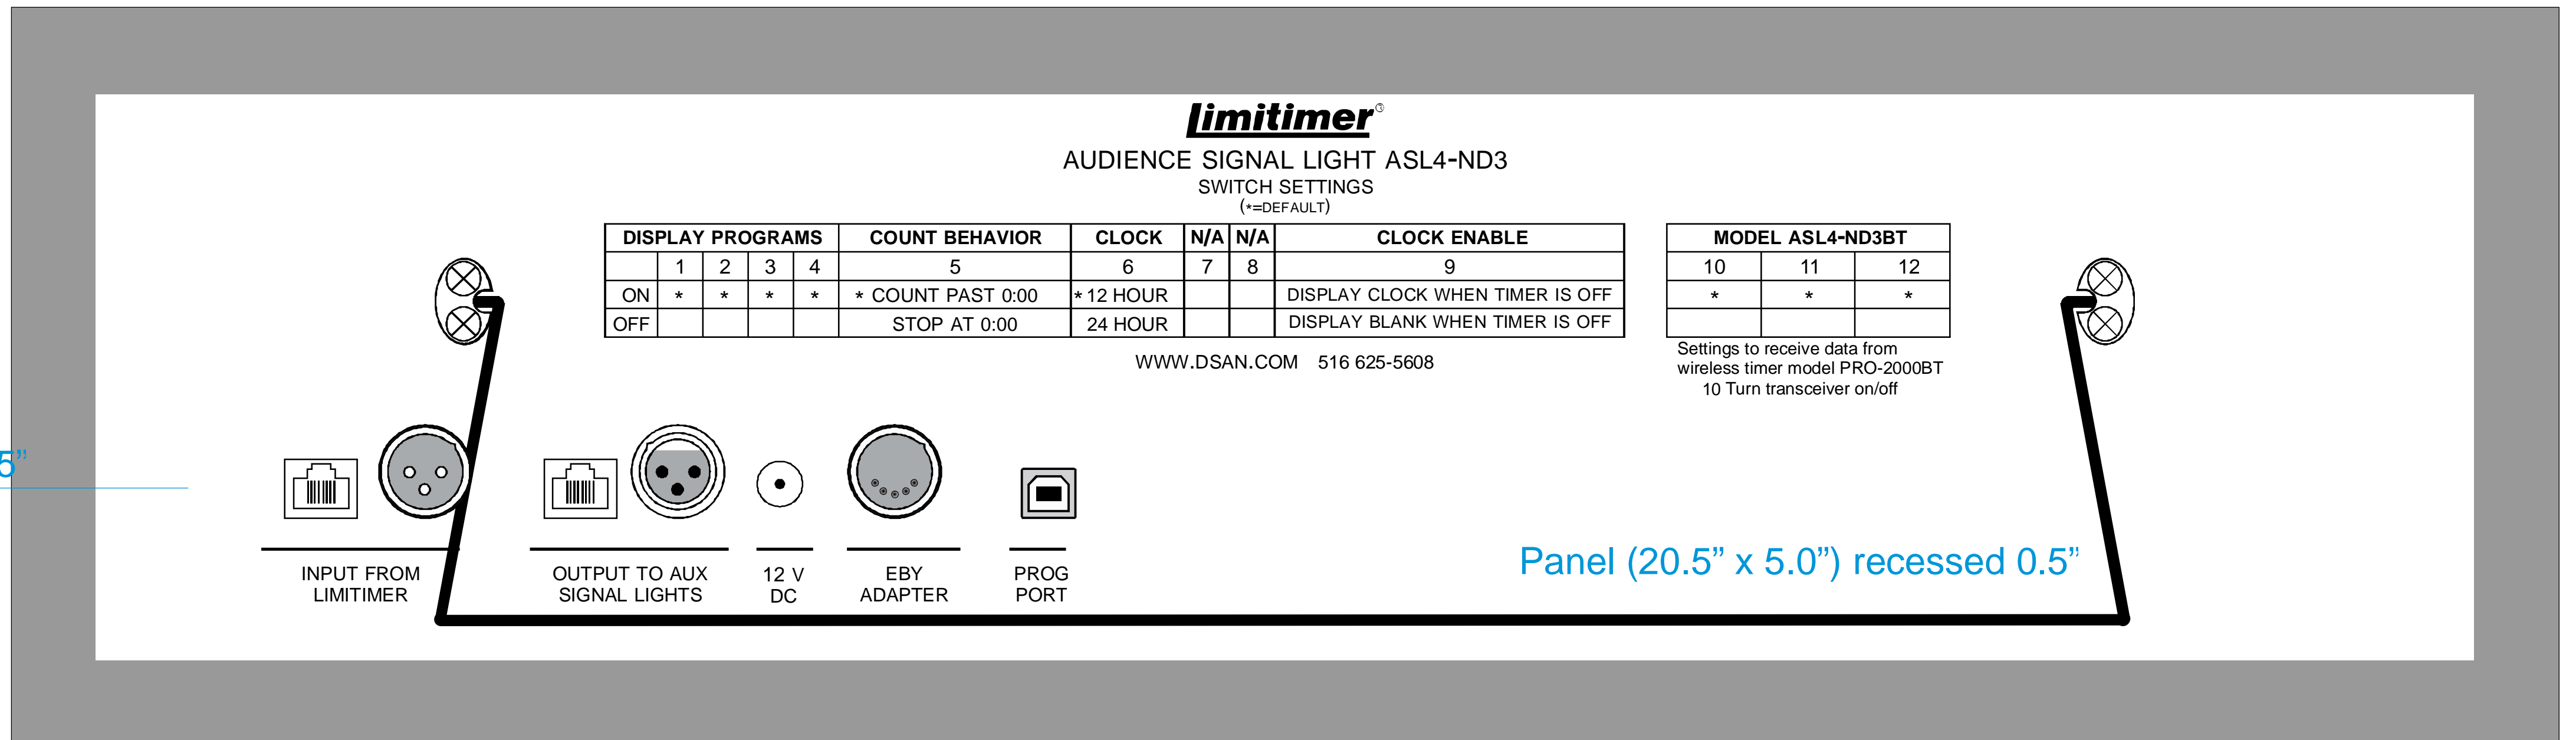 Limitimer®
AUDIENCE SIGNAL LIGHT ASL4-ND3
SWITCH SETTINGS
(*=DEFAULT)
DISPLAY PROGRAMS COUNT BEHAVIOR CLOCK N/A N/A CLOCK ENABLE
1 2 3 4 5 6 7 8 9
ON * * * * * COUNT PAST 0:00 * 12 HOUR DISPLAY CLOCK WHEN TIMER IS OFF
OFF STOP AT 0:00 24 HOUR DISPLAY BLANK WHEN TIMER IS OFF
MODEL ASL4-ND3BT
10 11 12
* * *
Settings to receive data from
wireless timer model PRO-2000BT
10 Turn transceiver on/off
WWW.DSAN.COM 516 625-5608
5”
INPUT FROM
LIMITIMER
OUTPUT TO AUX
SIGNAL LIGHTS
12 V
DC
EBY
ADAPTER
PROG
PORT
Panel (20.5” x 5.0”) recessed 0.5”